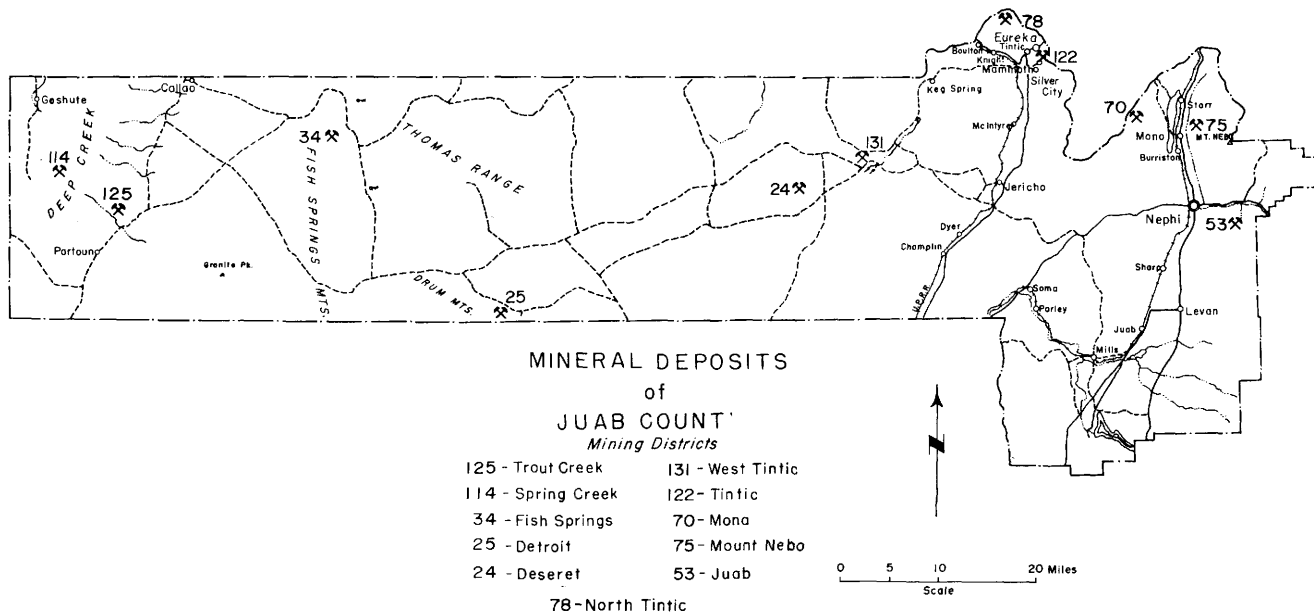 78
Eureka
Tintic
Boulton
Knight
122
Mammoth
Silver City
Keg Spring
Goshute
Callao
DEEP CREEK
114
125
Partoun
34
FISH SPRINGS MTS.
THOMAS RANGE
Granite Pk.
DRUM MTS.
25
131
24
McIntyre
Jericho
Dyer
Champlin
U.P.R.R.
70
Starr
Mona
75
MT. NEBO
Burriston
Nephi
53
Sharp
Soma
Parley
Juab
Levan
Mills
MINERAL DEPOSITS
of
JUAB COUNT'
Mining Districts
125 - Trout Creek
114 - Spring Creek
34 - Fish Springs
25 - Detroit
24 - Deseret
131 - West Tintic
122 - Tintic
70 - Mona
75 - Mount Nebo
53 - Juab
78 - North Tintic
N
0 5 10 20 Miles
Scale